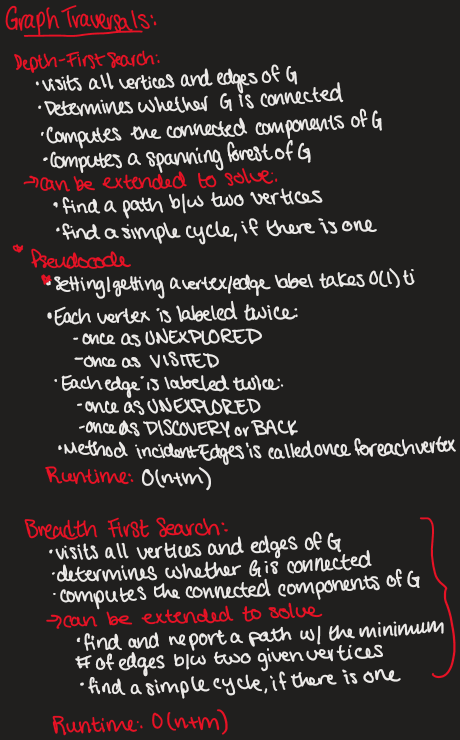 Graph Traversals:
Depth-First Search:
• visits all vertices and edges of G
• Determines whether G is connected
• Computes the connected components of G
• Computes a spanning forest of G
→ can be extended to solve:
• find a path b/w two vertices
• find a simple cycle, if there is one
Pseudocode
• Setting/getting a vertex/edge label takes O(1) ti
• Each vertex is labeled twice:
- once as UNEXPLORED
- once as VISITED
• Each edge is labeled twice:
- once as UNEXPLORED
- once as DISCOVERY or BACK
• Method incidentEdges is called once for each vertex
Runtime: O(n+m)
Breadth First Search:
• visits all vertices and edges of G
• determines whether G is connected
• computes the connected components of G
→ can be extended to solve
• find and report a path w/ the minimum
# of edges b/w two given vertices
• find a simple cycle, if there is one
Runtime: O(n+m)